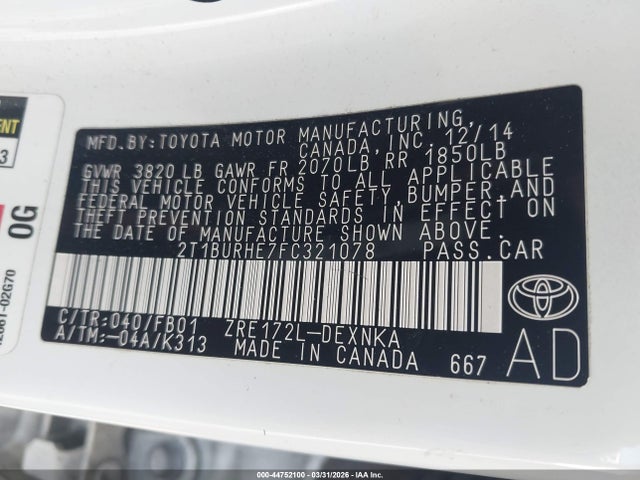 MFD.BY:TOYOTA MOTOR MANUFACTURING,
CANADA, INC. 12/14
GVWR 3820 LB GAWR FR 2070LB RR 1850LB
THIS VEHICLE CONFORMS TO ALL APPLICABLE
FEDERAL MOTOR VEHICLE SAFETY, BUMPER, AND
THEFT PREVENTION STANDARDS IN EFFECT ON
THE DATE OF MANUFACTURE SHOWN ABOVE.
2T1BURHE7FC321078 PASS.CAR
C/TR:040/FB01 ZRE172L-DEXNKA
A/TM:-04A/K313 MADE IN CANADA 667
TOYOTA
AD
3
OG
000-44752100 - 03/31/2026 - IAA Inc.